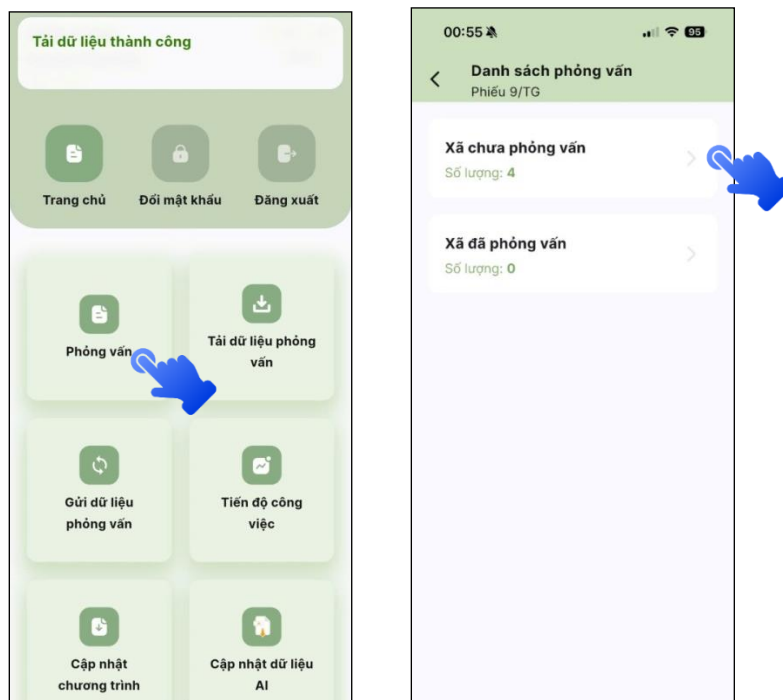 Tải dữ liệu thành công
Trang chủ
Đổi mật khẩu
Đăng xuất
Phỏng vấn
Tải dữ liệu phỏng
vấn
Gửi dữ liệu
phỏng vấn
Tiến độ công
việc
Cập nhật
chương trình
Cập nhật dữ liệu
AI
00:55
95
Danh sách phỏng vấn
Phiếu 9/TG
Xã chưa phỏng vấn
Số lượng: 4
Xã đã phỏng vấn
Số lượng: 0